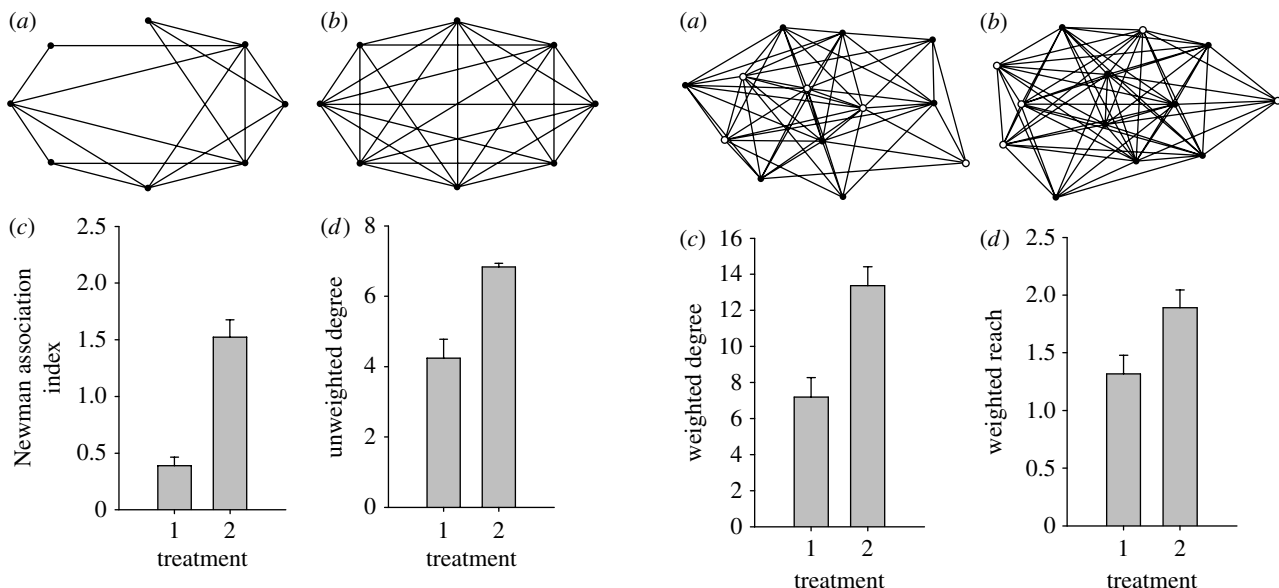 (a)
(b)
(c)
2.5
2.0
1.5
1.0
0.5
0
Newman association
index
1
2
treatment
(d)
8
6
4
2
0
unweighted degree
1
2
treatment
(a)
(b)
(c)
16
14
12
10
8
6
4
2
0
weighted degree
1
2
treatment
(d)
2.5
2.0
1.5
1.0
0.5
0
weighted reach
1
2
treatment